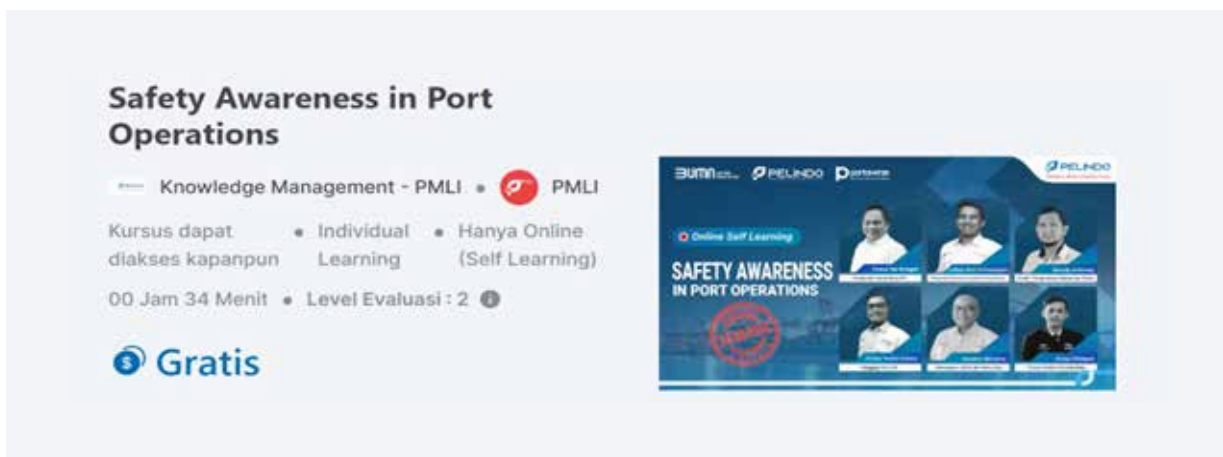 Safety Awareness in Port
Operations
Knowledge Management - PMLI • PMLI
Kursus dapat • Individual • Hanya Online
diakses kapanpun Learning (Self Learning)
00 Jam 34 Menit • Level Evaluasi : 2
Gratis
BUMN PELINDO
PELINDO
Online Self Learning
SAFETY AWARENESS
IN PORT OPERATIONS